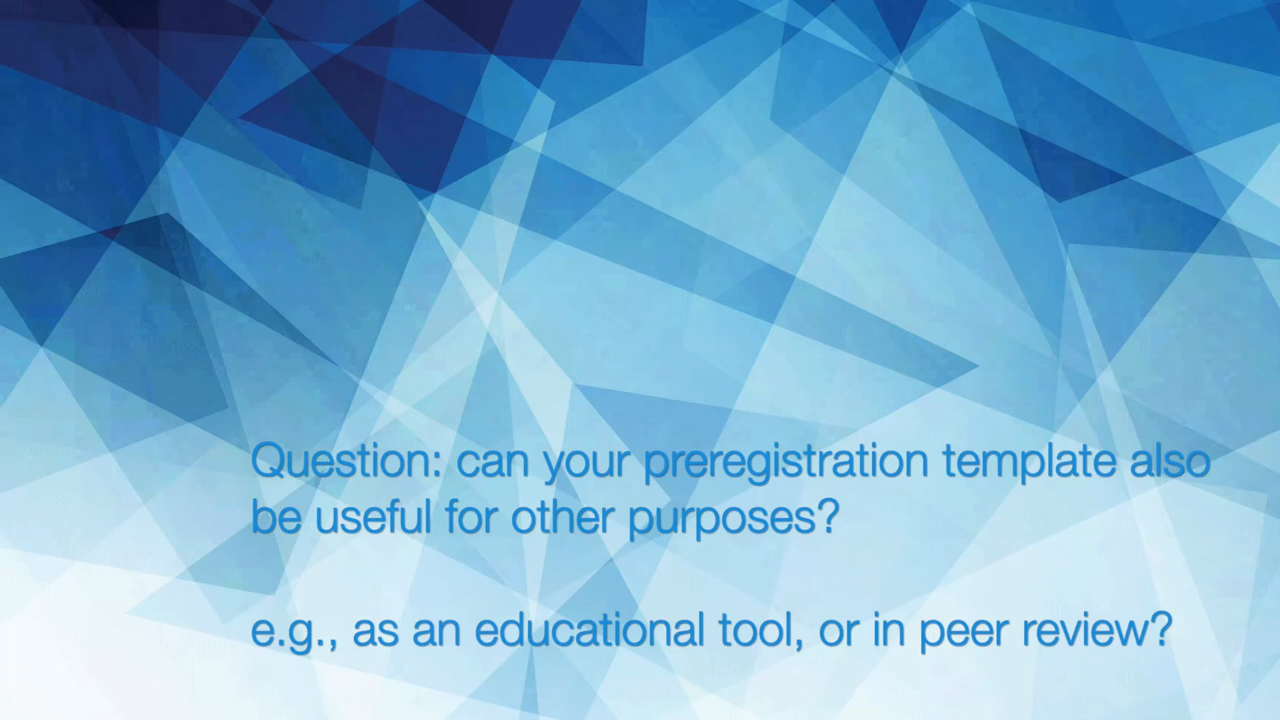 Question: can your preregistration template also
be useful for other purposes?
e.g., as an educational tool, or in peer review?